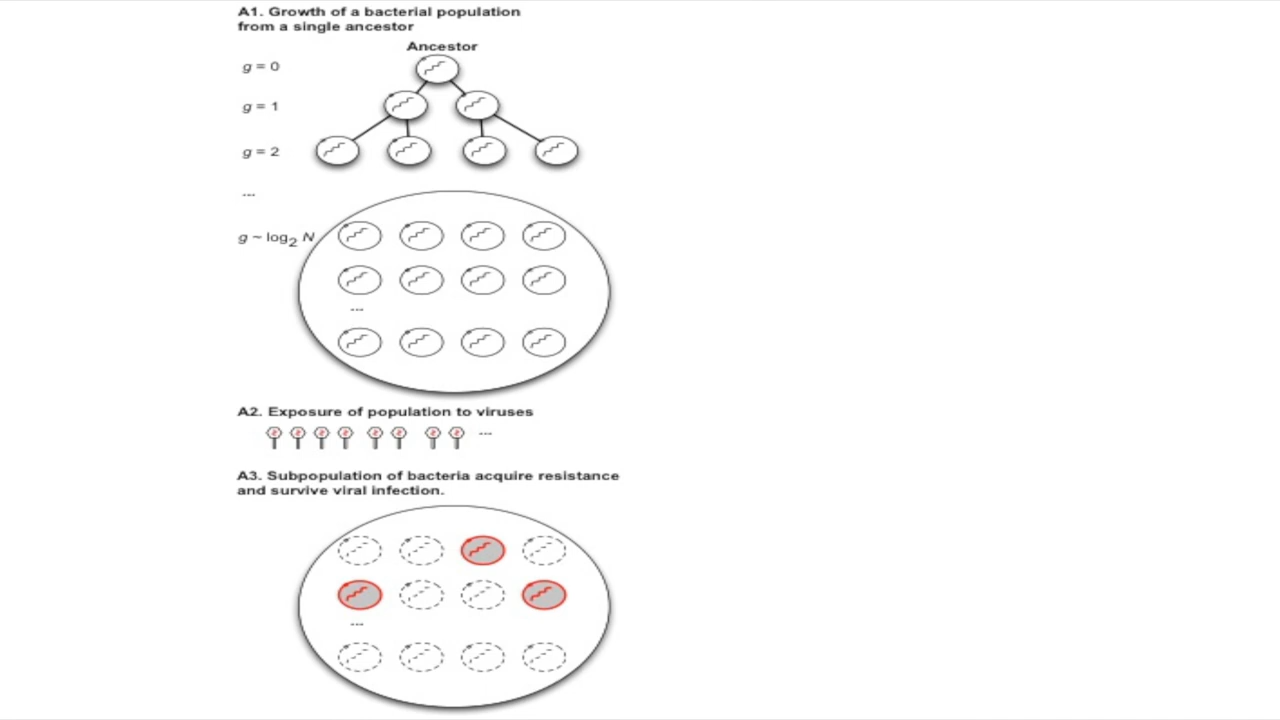 A1. Growth of a bacterial population
from a single ancestor
Ancestor
g = 0
g = 1
g = 2
...
g ~ log2 N
...
A2. Exposure of population to viruses
...
A3. Subpopulation of bacteria acquire resistance
and survive viral infection.
...